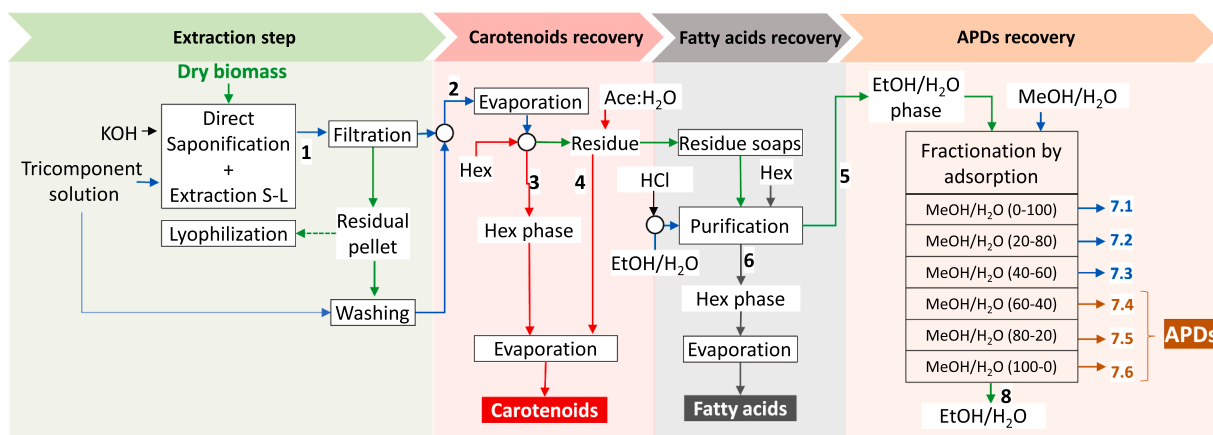 Extraction step
Carotenoids recovery
Fatty acids recovery
APDs recovery
Dry biomass
KOH
Direct
Saponification
+
Extraction S-L
1
Filtration
Tricomponent
solution
Lyophilization
Residual
pellet
Washing
2
Evaporation
Ace:H₂O
Hex
Residue
3
4
Hex phase
Evaporation
Carotenoids
Residue soaps
HCl
Hex
5
Purification
EtOH/H₂O
6
Hex phase
Evaporation
Fatty acids
EtOH/H₂O
phase
MeOH/H₂O
Fractionation by
adsorption
MeOH/H₂O (0-100)
7.1
MeOH/H₂O (20-80)
7.2
MeOH/H₂O (40-60)
7.3
MeOH/H₂O (60-40)
7.4
MeOH/H₂O (80-20)
7.5
MeOH/H₂O (100-0)
7.6
APDs
8
EtOH/H₂O